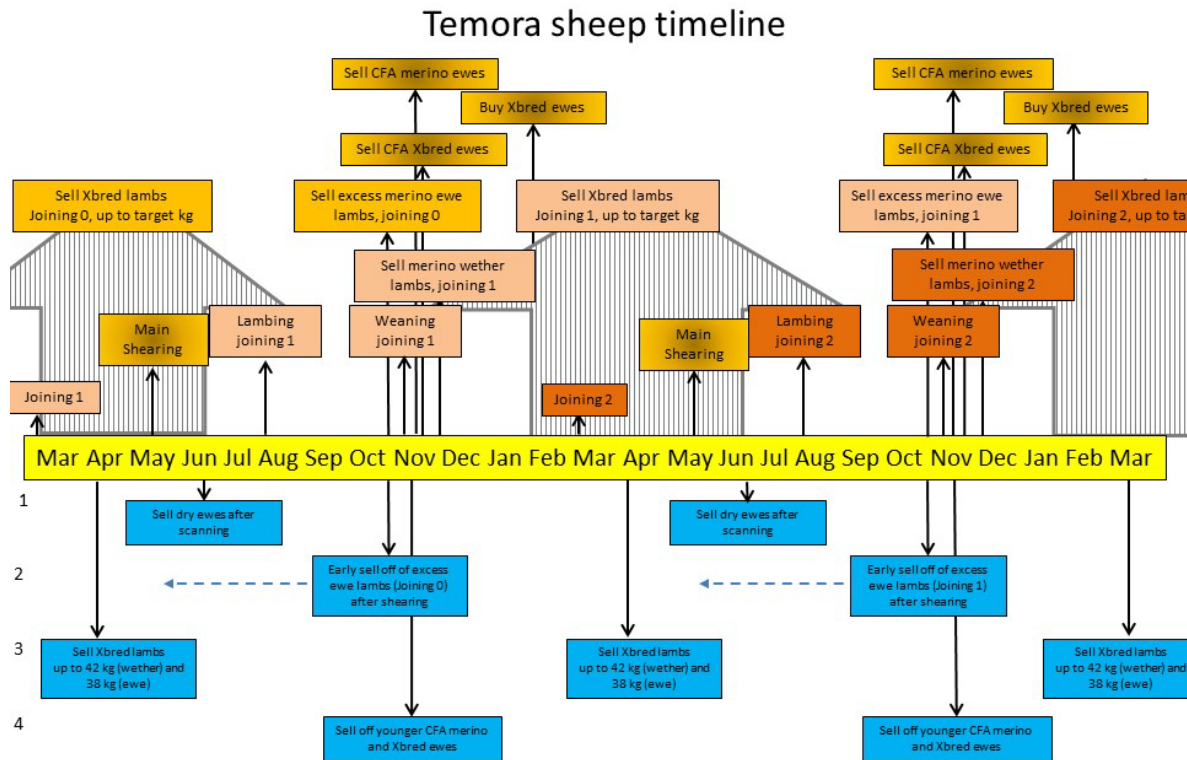 Temora sheep timeline
Sell CFA merino ewes
Sell CFA merino ewes
Buy Xbred ewes
Buy Xbred ewes
Sell CFA Xbred ewes
Sell CFA Xbred ewes
Sell Xbred lambs
Joining 0, up to target kg
Sell excess merino ewe
lambs, joining 0
Sell Xbred lambs
Joining 1, up to target kg
Sell excess merino ewe
lambs, joining 1
Sell Xbred lam
Joining 2, up to ta
Sell merino wether
lambs, joining 1
Sell merino wether
lambs, joining 2
Main
Shearing
Lambing
joining 1
Weaning
joining 1
Main
Shearing
Lambing
joining 2
Weaning
joining 2
Joining 1
Joining 2
Mar Apr May Jun Jul Aug Sep Oct Nov Dec Jan Feb Mar Apr May Jun Jul Aug Sep Oct Nov Dec Jan Feb Mar
1
Sell dry ewes after
scanning
Sell dry ewes after
scanning
2
Early sell off of excess
ewe lambs (Joining 0)
after shearing
Early sell off of excess
ewe lambs (Joining 1)
after shearing
3
Sell Xbred lambs
up to 42 kg (wether) and
38 kg (ewe)
Sell Xbred lambs
up to 42 kg (wether) and
38 kg (ewe)
Sell Xbred lambs
up to 42 kg (wether) and
38 kg (ewe)
4
Sell off younger CFA merino
and Xbred ewes
Sell off younger CFA merino
and Xbred ewes